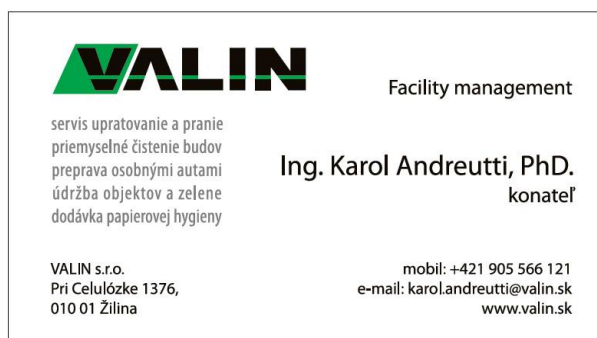 VALIN
Facility management
servis upratovanie a pranie
priemyselné čistenie budov
preprava osobnými autami
údržba objektov a zelene
dodávka papierovej hygieny
Ing. Karol Andreutti, PhD.
konateľ
VALIN s.r.o.
Pri Celulózke 1376,
010 01 Žilina
mobil: +421 905 566 121
e-mail: karol.andreutti@valin.sk
www.valin.sk